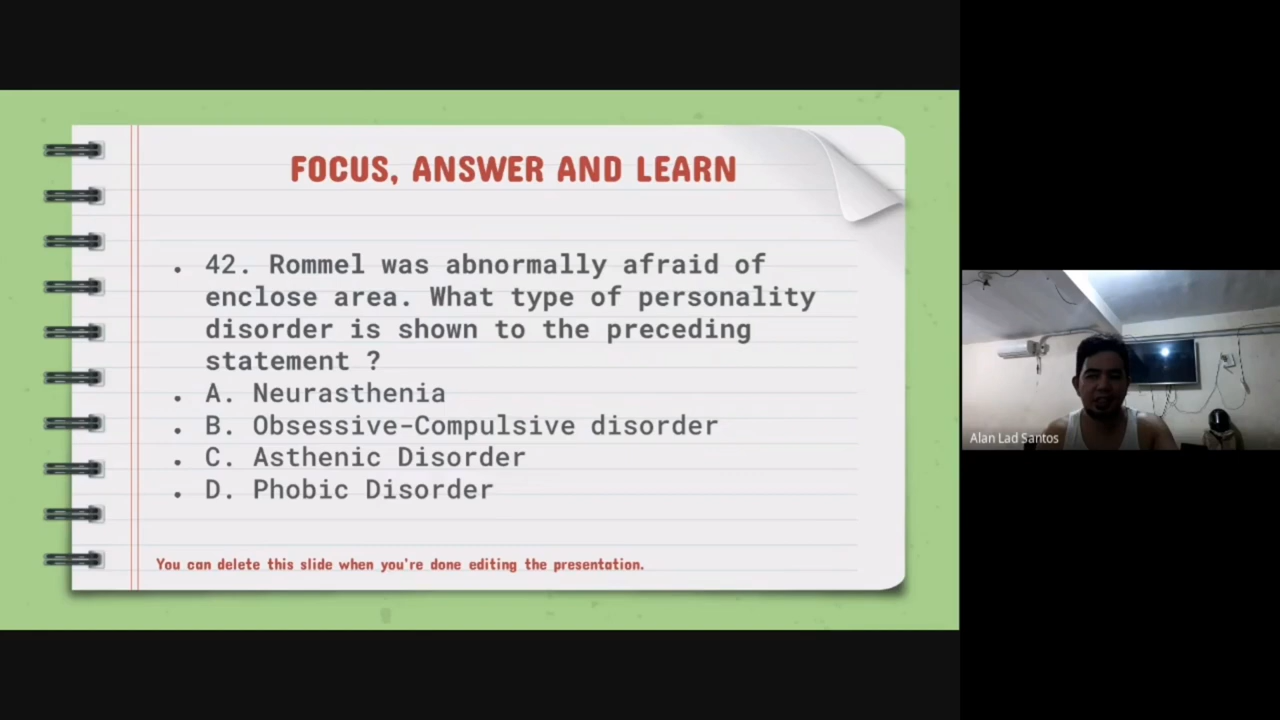 FOCUS, ANSWER AND LEARN
• 42. Rommel was abnormally afraid of
enclose area. What type of personality
disorder is shown to the preceding
statement ?
• A. Neurasthenia
• B. Obsessive-Compulsive disorder
• C. Asthenic Disorder
• D. Phobic Disorder
You can delete this slide when you're done editing the presentation.
Alan Lad Santos